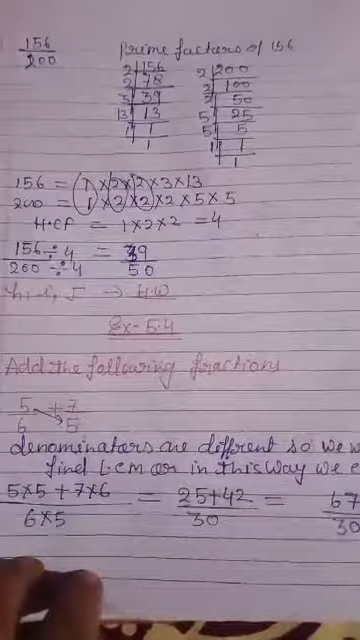 156/200 Prime factors of 156
2|156 2|200
2|78 2|100
3|39 2|50
13|13 5|25
1|1 5|5
1 1|1
1
156 = 1×2×2×3×13
200 = 1×2×2×2×5×5
H.C.F = 1×2×2 = 4
156÷4/200÷4 = 39/50
h, i, j → H.W
Ex-5.4
Add the following fractions
5/6 + 7/5
denominators are different so we w
find L.C.M or in this way we c
5×5+7×6/6×5 = 25+42/30 = 67/30